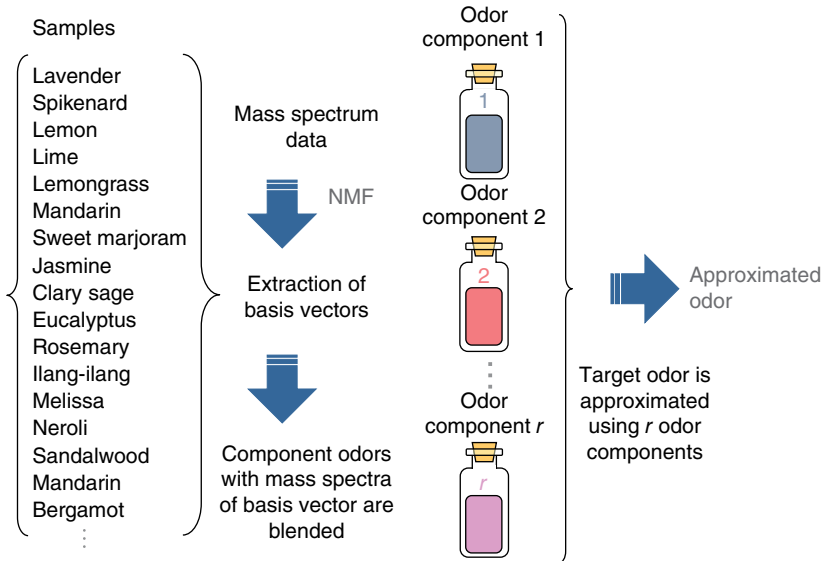 Samples
Lavender
Spikenard
Lemon
Lime
Lemongrass
Mandarin
Sweet marjoram
Jasmine
Clary sage
Eucalyptus
Rosemary
Ilang-ilang
Melissa
Neroli
Sandalwood
Mandarin
Bergamot
Mass spectrum
data
NMF
Extraction of
basis vectors
Component odors
with mass spectra
of basis vector are
blended
Odor
component 1
1
Odor
component 2
2
Odor
component r
r
Approximated
odor
Target odor is
approximated
using r odor
components